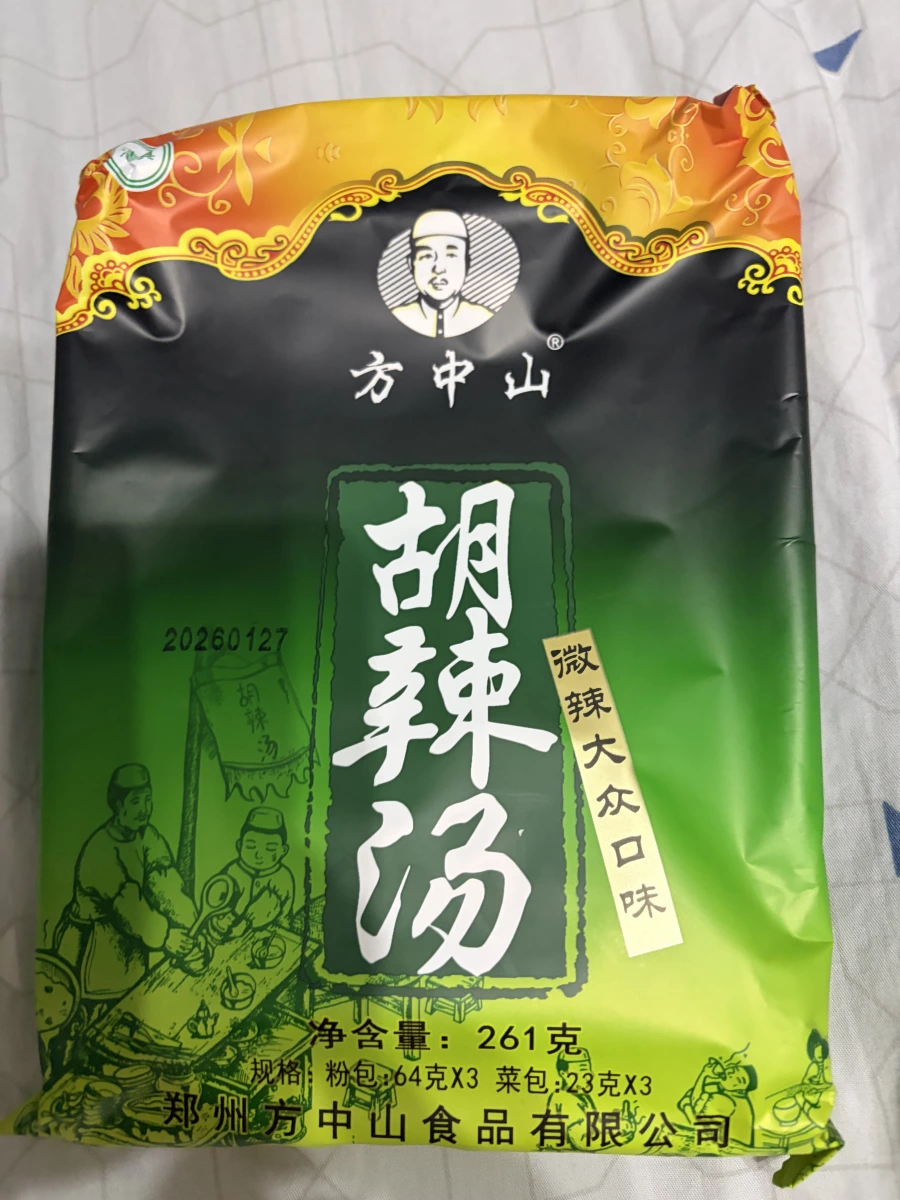 清真
方中山®
胡辣汤
微辣大众口味
20260127
胡辣汤
净含量：261克
规格：粉包:64克X3 菜包:23克X3
郑州方中山食品有限公司